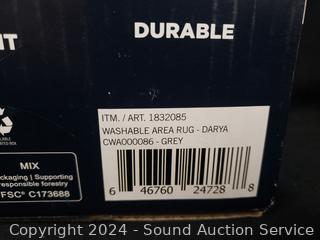 DURABLE
NT
ITM. / ART. 1832085
WASHABLE AREA RUG - DARYA
CWA000086 - GREY
6 46760 24728 8
MIX
Packaging | Supporting
responsible forestry
FSC® C173688
Copyright 2024 - Sound Auction Service